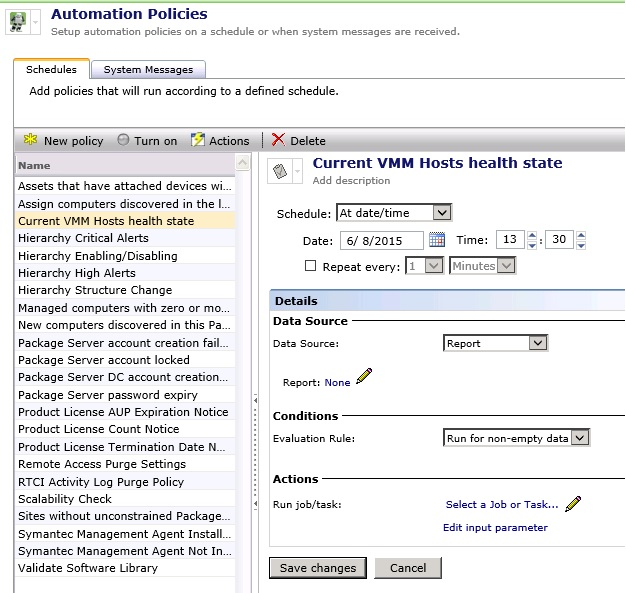 Automation Policies
Setup automation policies on a schedule or when system messages are received.
Schedules
System Messages
Add policies that will run according to a defined schedule.
New policy
Turn on
Actions
Delete
Name
Assets that have attached devices wi...
Assign computers discovered in the l...
Current VMM Hosts health state
Hierarchy Critical Alerts
Hierarchy Enabling/Disabling
Hierarchy High Alerts
Hierarchy Structure Change
Managed computers with zero or mo...
New computers discovered in this Pa...
Package Server account creation fail...
Package Server account locked
Package Server DC account creation...
Package Server password expiry
Product License AUP Expiration Notice
Product License Count Notice
Product License Termination Date N...
Remote Access Purge Settings
RTCI Activity Log Purge Policy
Scalability Check
Sites without unconstrained Package...
Symantec Management Agent Install...
Symantec Management Agent Not In...
Validate Software Library
Current VMM Hosts health state
Add description
Schedule: At date/time
Date: 6/ 8/2015 Time: 13 : 30
Repeat every: 1 Minutes
Details
Data Source
Data Source: Report
Report: None
Conditions
Evaluation Rule: Run for non-empty data
Actions
Run job/task: Select a Job or Task...
Edit input parameter
Save changes
Cancel